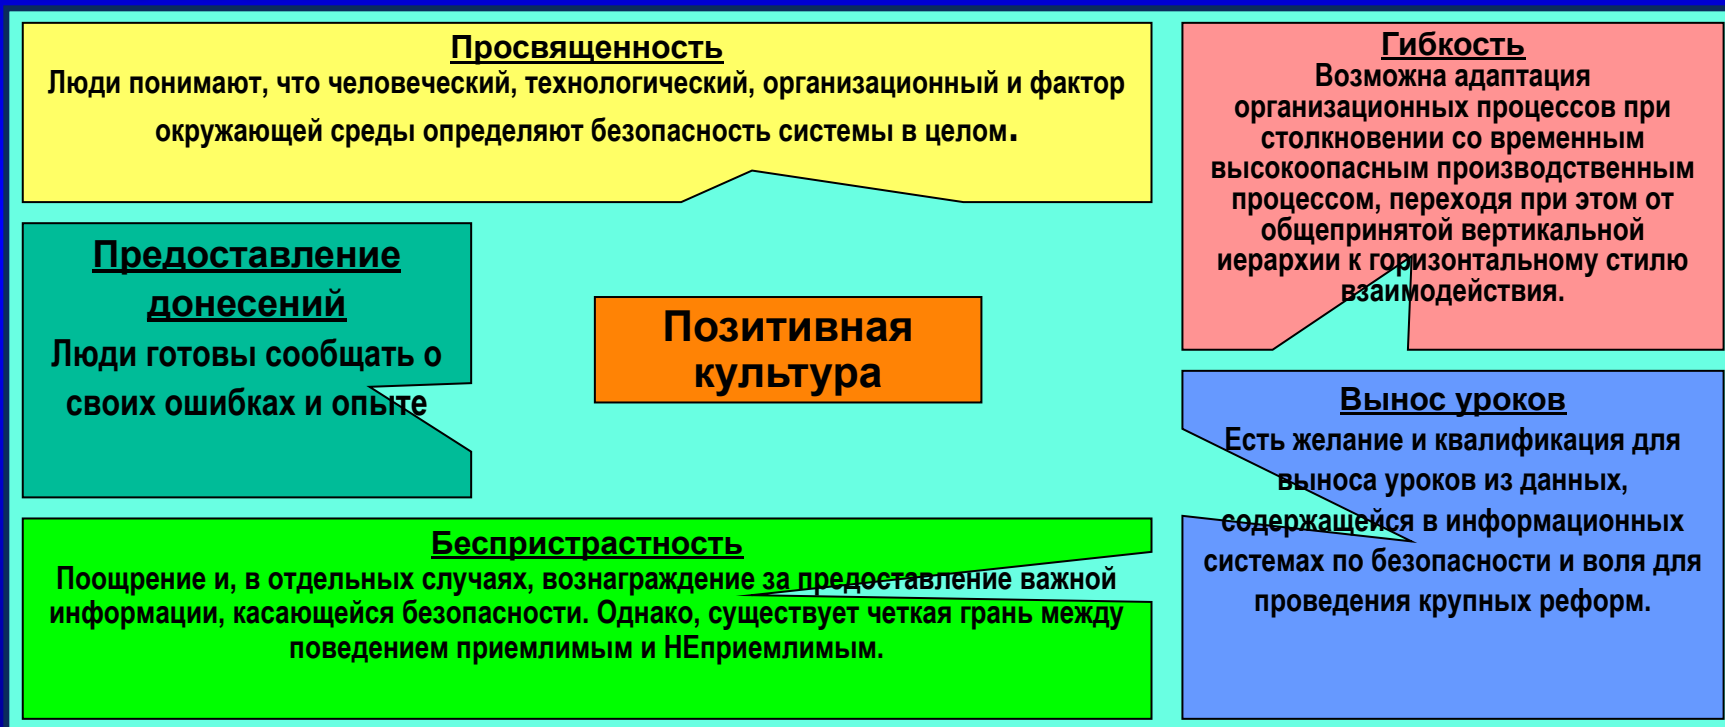 Просвященность
Люди понимают, что человеческий, технологический, организационный и фактор
окружающей среды определяют безопасность системы в целом.
Гибкость
Возможна адаптация
организационных процессов при
столкновении со временным
высокоопасным производственным
процессом, переходя при этом от
общепринятой вертикальной
иерархии к горизонтальному стилю
взаимодействия.
Предоставление
донесений
Люди готовы сообщать о
своих ошибках и опыте
Позитивная
культура
Вынос уроков
Есть желание и квалификация для
выноса уроков из данных,
содержащейся в информационных
системах по безопасности и воля для
проведения крупных реформ.
Беспристрастность
Поощрение и, в отдельных случаях, вознаграждение за предоставление важной
информации, касающейся безопасности. Однако, существует четкая грань между
поведением приемлимым и НЕприемлимым.